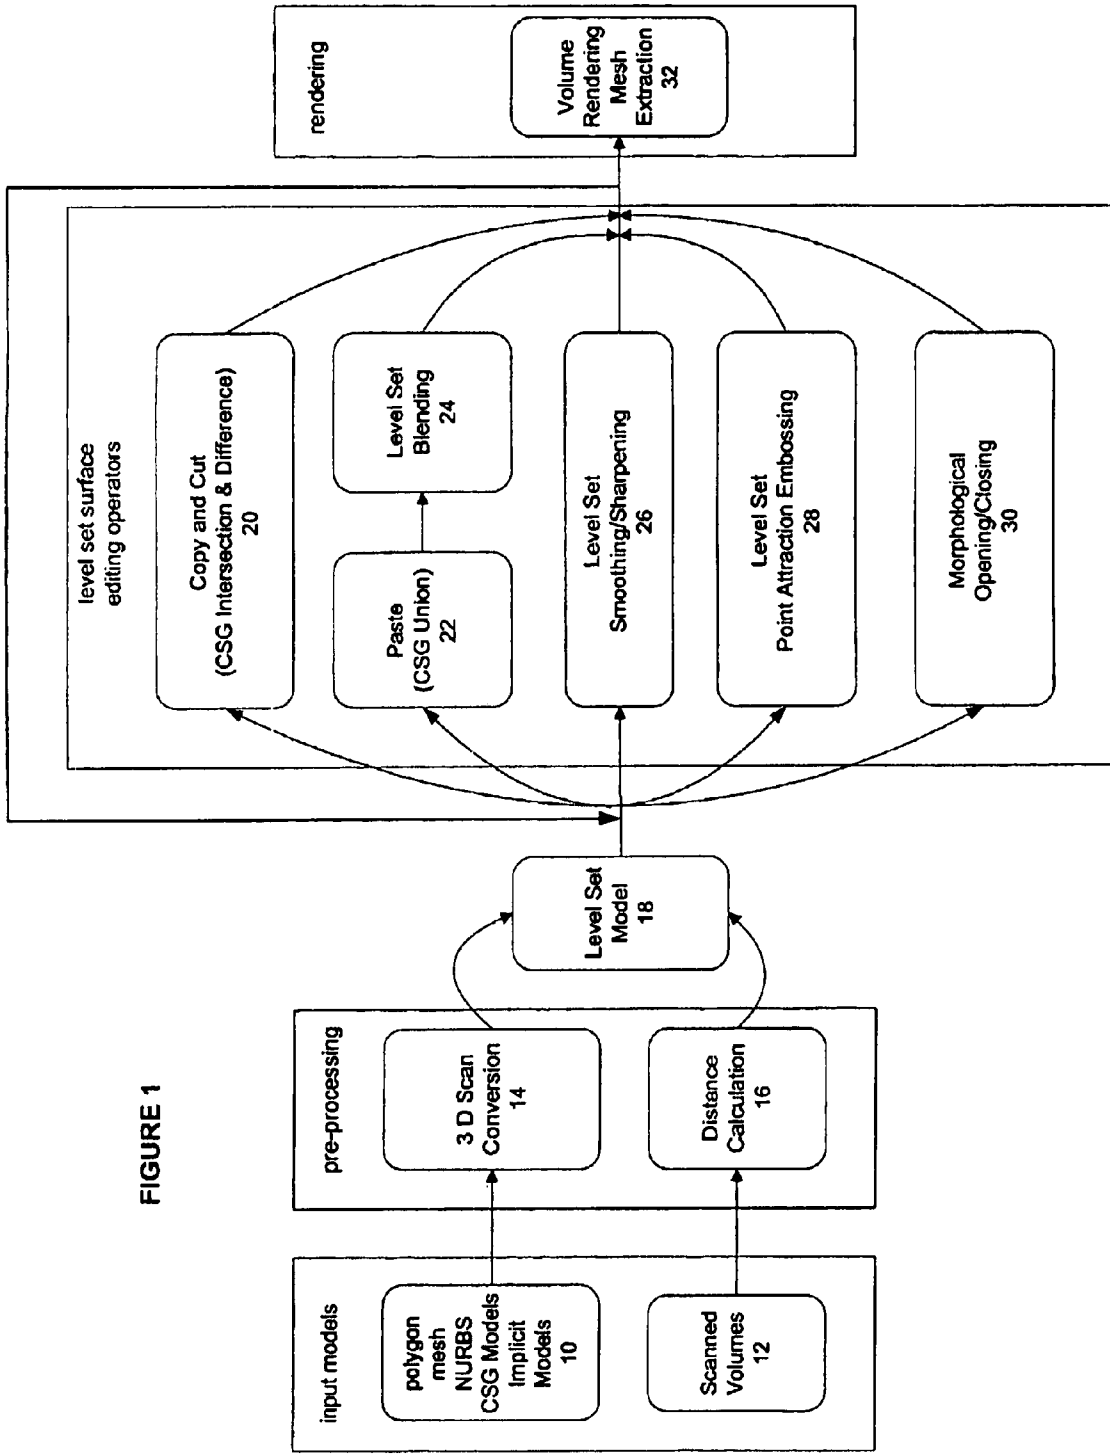 FIGURE 1
input models
polygon
mesh
NURBS
CSG Models
Implicit
Models
10
Scanned
Volumes
12
pre-processing
3 D Scan
Conversion
14
Distance
Calculation
16
Level Set
Model
18
level set surface
editing operators
Copy and Cut
(CSG Intersection & Difference)
20
Paste
(CSG Union)
22
Level Set
Blending
24
Level Set
Smoothing/Sharpening
26
Level Set
Point Attraction Embossing
28
Morphological
Opening/Closing
30
rendering
Volume
Rendering
Mesh
Extraction
32